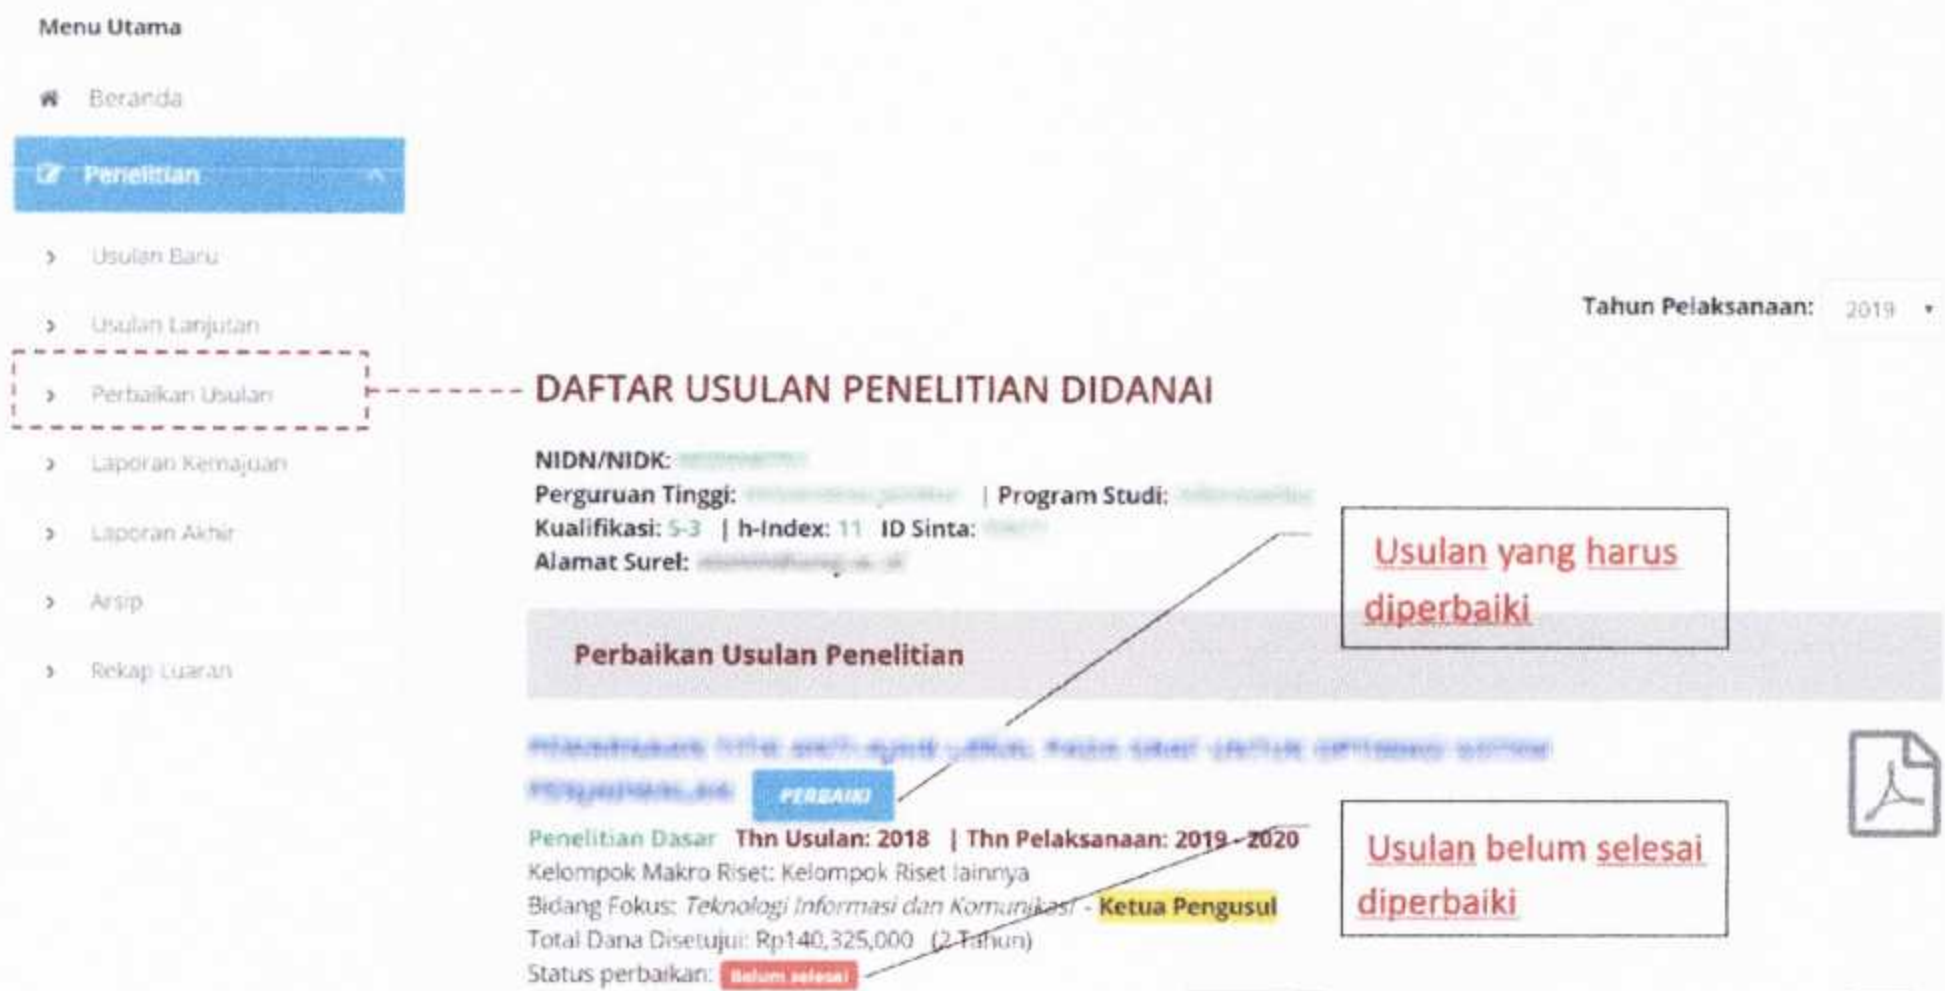 Menu Utama
Beranda
Penelitian
Usulan Baru
Usulan Lanjutan
Perbaikan Usulan
Laporan Kemajuan
Laporan Akhir
Arsip
Rekap Luaran
Tahun Pelaksanaan: 2019
DAFTAR USULAN PENELITIAN DIDANAI
NIDN/NIDK:
Perguruan Tinggi: | Program Studi:
Kualifikasi: S-3 | h-Index: 11 ID Sinta:
Alamat Surel:
Usulan yang harus
diperbaiki
Perbaikan Usulan Penelitian
PERBAIKI
Penelitian Dasar Thn Usulan: 2018 | Thn Pelaksanaan: 2019 - 2020
Kelompok Makro Riset: Kelompok Riset lainnya
Bidang Fokus: Teknologi Informasi dan Komunikasi - Ketua Pengusul
Total Dana Disetujui: Rp140,325,000 (2 Tahun)
Status perbaikan: Belum selesai
Usulan belum selesai
diperbaiki